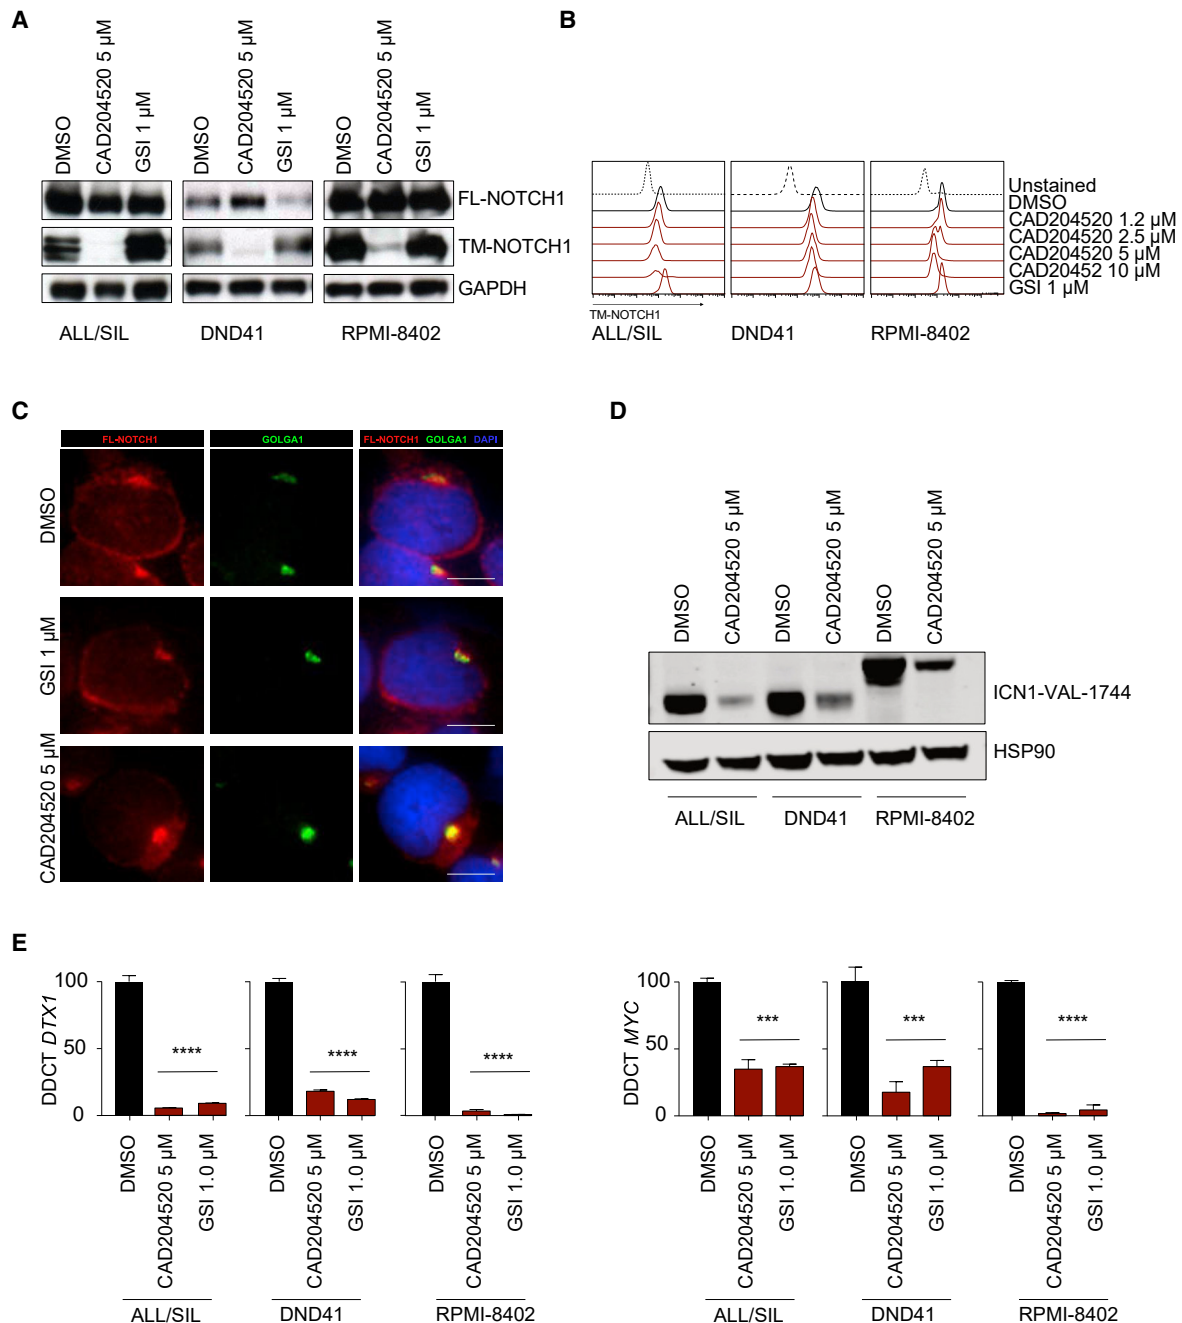 A
DMSO
CAD204520 5 µM
GSI 1 µM
DMSO
CAD204520 5 µM
GSI 1 µM
DMSO
CAD204520 5 µM
GSI 1 µM
FL-NOTCH1
TM-NOTCH1
GAPDH
ALL/SIL
DND41
RPMI-8402
B
Unstained
DMSO
CAD204520 1.2 µM
CAD204520 2.5 µM
CAD204520 5 µM
CAD20452 10 µM
GSI 1 µM
TM-NOTCH1
ALL/SIL
DND41
RPMI-8402
C
FL-NOTCH1
GOLGA1
FL-NOTCH1 GOLGA1 DAPI
DMSO
GSI 1 µM
CAD204520 5 µM
D
DMSO
CAD204520 5 µM
DMSO
CAD204520 5 µM
DMSO
CAD204520 5 µM
ICN1-VAL-1744
HSP90
ALL/SIL
DND41
RPMI-8402
E
DDCT DTX1
100
50
0
****
****
****
DMSO
CAD204520 5 µM
GSI 1.0 µM
DMSO
CAD204520 5 µM
GSI 1.0 µM
DMSO
CAD204520 5 µM
GSI 1.0 µM
ALL/SIL
DND41
RPMI-8402
DDCT MYC
100
50
0
***
***
****
DMSO
CAD204520 5 µM
GSI 1.0 µM
DMSO
CAD204520 5 µM
GSI 1.0 µM
DMSO
CAD204520 5 µM
GSI 1.0 µM
ALL/SIL
DND41
RPMI-8402